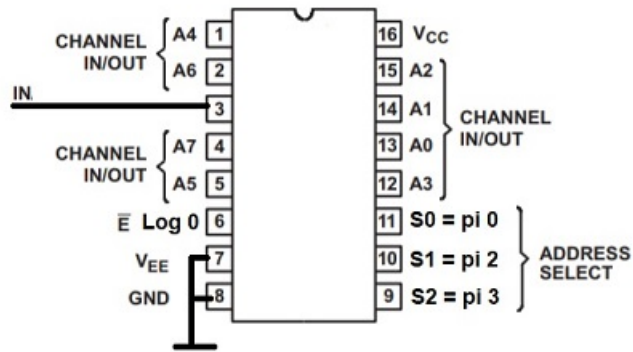 CHANNEL
IN/OUT
A4 1
A6 2
IN.
3
CHANNEL
IN/OUT
A7 4
A5 5
E̅ Log 0 6
VEE 7
GND 8
16 VCC
15 A2
14 A1
13 A0
12 A3
CHANNEL
IN/OUT
11 S0 = pi 0
10 S1 = pi 2
9 S2 = pi 3
ADDRESS
SELECT